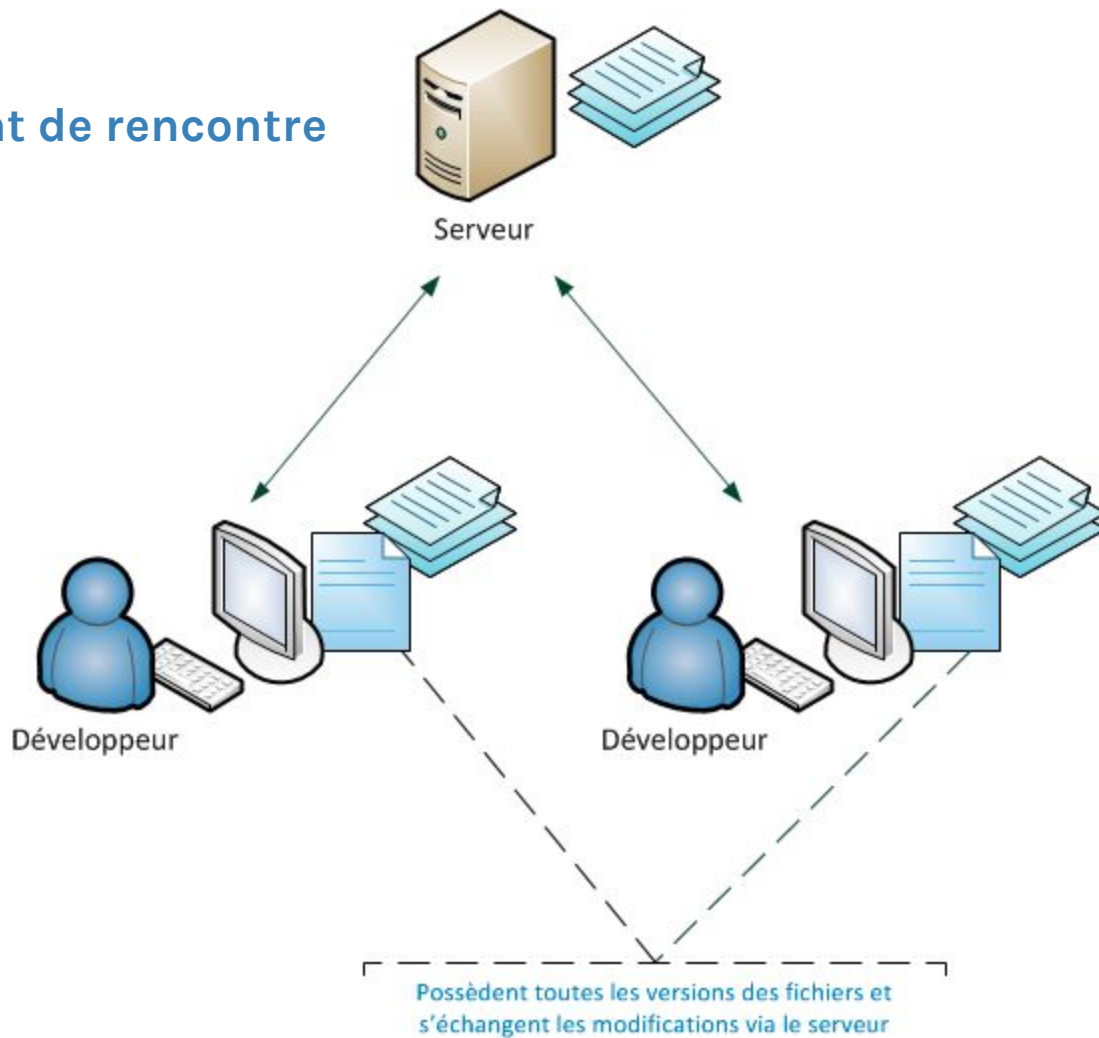 nt de rencontre
Serveur
Développeur
Développeur
Possèdent toutes les versions des fichiers et
s'échangent les modifications via le serveur